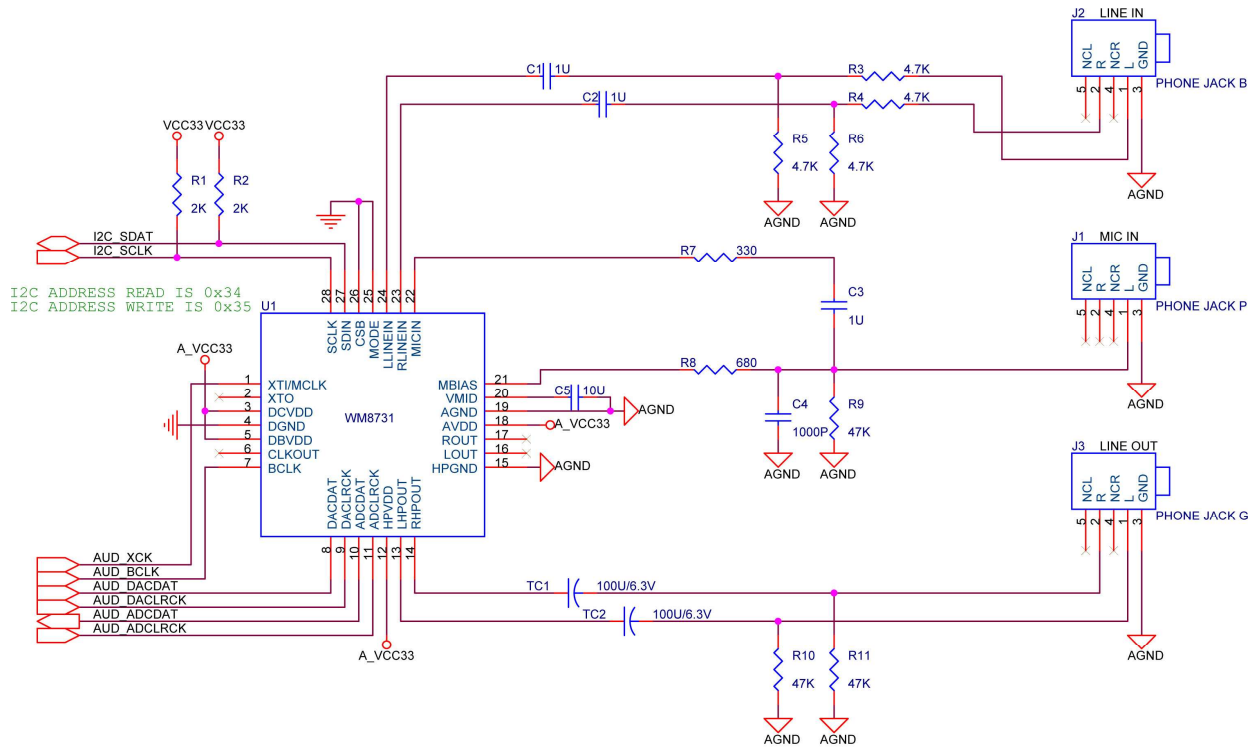 J2 LINE IN
NCL
R
NCR
L
GND
5
2
4
1
3
PHONE JACK B
AGND
C1 1U
C2 1U
R3 4.7K
R4 4.7K
R5
4.7K
R6
4.7K
AGND
AGND
VCC33 VCC33
R1
2K
R2
2K
I2C_SDAT
I2C_SCLK
I2C ADDRESS READ IS 0x34
I2C ADDRESS WRITE IS 0x35
J1 MIC IN
NCL
R
NCR
L
GND
5
2
4
1
3
PHONE JACK P
AGND
R7 330
C3
1U
R8 680
C4
1000P
R9
47K
AGND
AGND
U1
28
27
26
25
24
23
22
SCLK
SDIN
CSB
MODE
LLINEIN
RLINEIN
MICIN
A_VCC33
1 XTI/MCLK
2 XTO
3 DCVDD
4 DGND
5 DBVDD
6 CLKOUT
7 BCLK
WM8731
MBIAS 21
VMID 20
AGND 19
AVDD 18
ROUT 17
LOUT 16
HPGND 15
C5 10U
AGND
A_VCC33
AGND
DACDAT
DACLRCK
ADCDAT
ADCLRCK
HPVDD
LHPOUT
RHPOUT
8
9
10
11
12
13
14
J3 LINE OUT
NCL
R
NCR
L
GND
5
2
4
1
3
PHONE JACK G
AGND
AUD_XCK
AUD_BCLK
AUD_DACDAT
AUD_DACLRCK
AUD_ADCDAT
AUD_ADCLRCK
A_VCC33
TC1 100U/6.3V
TC2 100U/6.3V
R10
47K
R11
47K
AGND
AGND